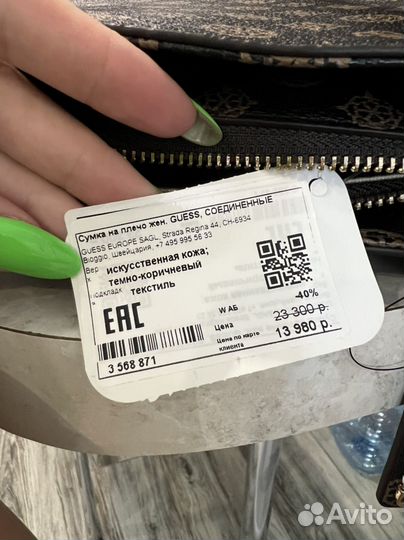 Сумка на плечо жен. GUESS, СОЕДИНЕННЫЕ
GUESS EUROPE SAGL, Strada Regina 44, CH-6934
Bioggio, Швейцария, +7 495 995 56 33
Вер искусственная кожа;
х темно-коричневый
подкладк текстиль
EAC
W АБ -40%
Цена 23 300 р.
Цена по карте клиента 13 980 р.
3 568 871
Avito